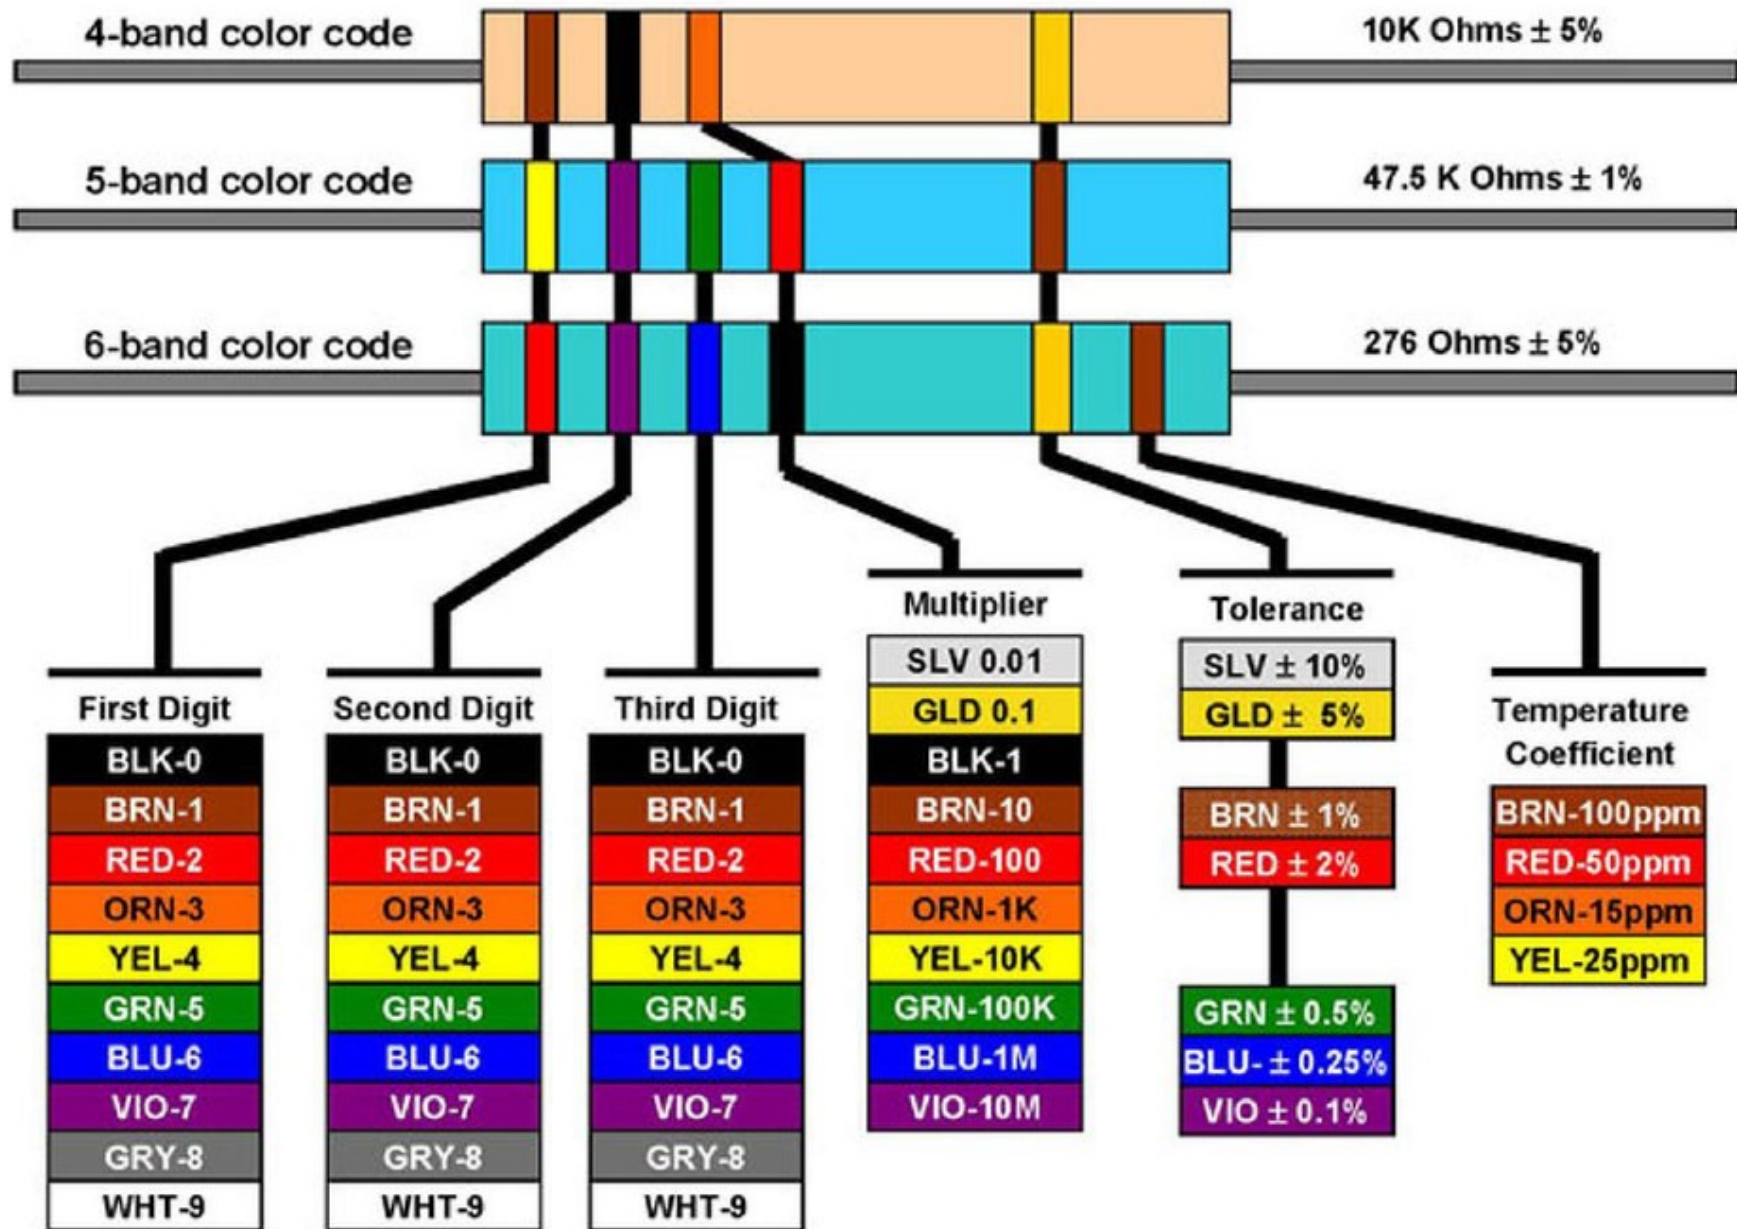 4-band color code
10K Ohms ± 5%
5-band color code
47.5 K Ohms ± 1%
6-band color code
276 Ohms ± 5%
First Digit
BLK-0
BRN-1
RED-2
ORN-3
YEL-4
GRN-5
BLU-6
VIO-7
GRY-8
WHT-9
Second Digit
BLK-0
BRN-1
RED-2
ORN-3
YEL-4
GRN-5
BLU-6
VIO-7
GRY-8
WHT-9
Third Digit
BLK-0
BRN-1
RED-2
ORN-3
YEL-4
GRN-5
BLU-6
VIO-7
GRY-8
WHT-9
Multiplier
SLV 0.01
GLD 0.1
BLK-1
BRN-10
RED-100
ORN-1K
YEL-10K
GRN-100K
BLU-1M
VIO-10M
Tolerance
SLV ± 10%
GLD ± 5%
BRN ± 1%
RED ± 2%
GRN ± 0.5%
BLU- ± 0.25%
VIO ± 0.1%
Temperature
Coefficient
BRN-100ppm
RED-50ppm
ORN-15ppm
YEL-25ppm